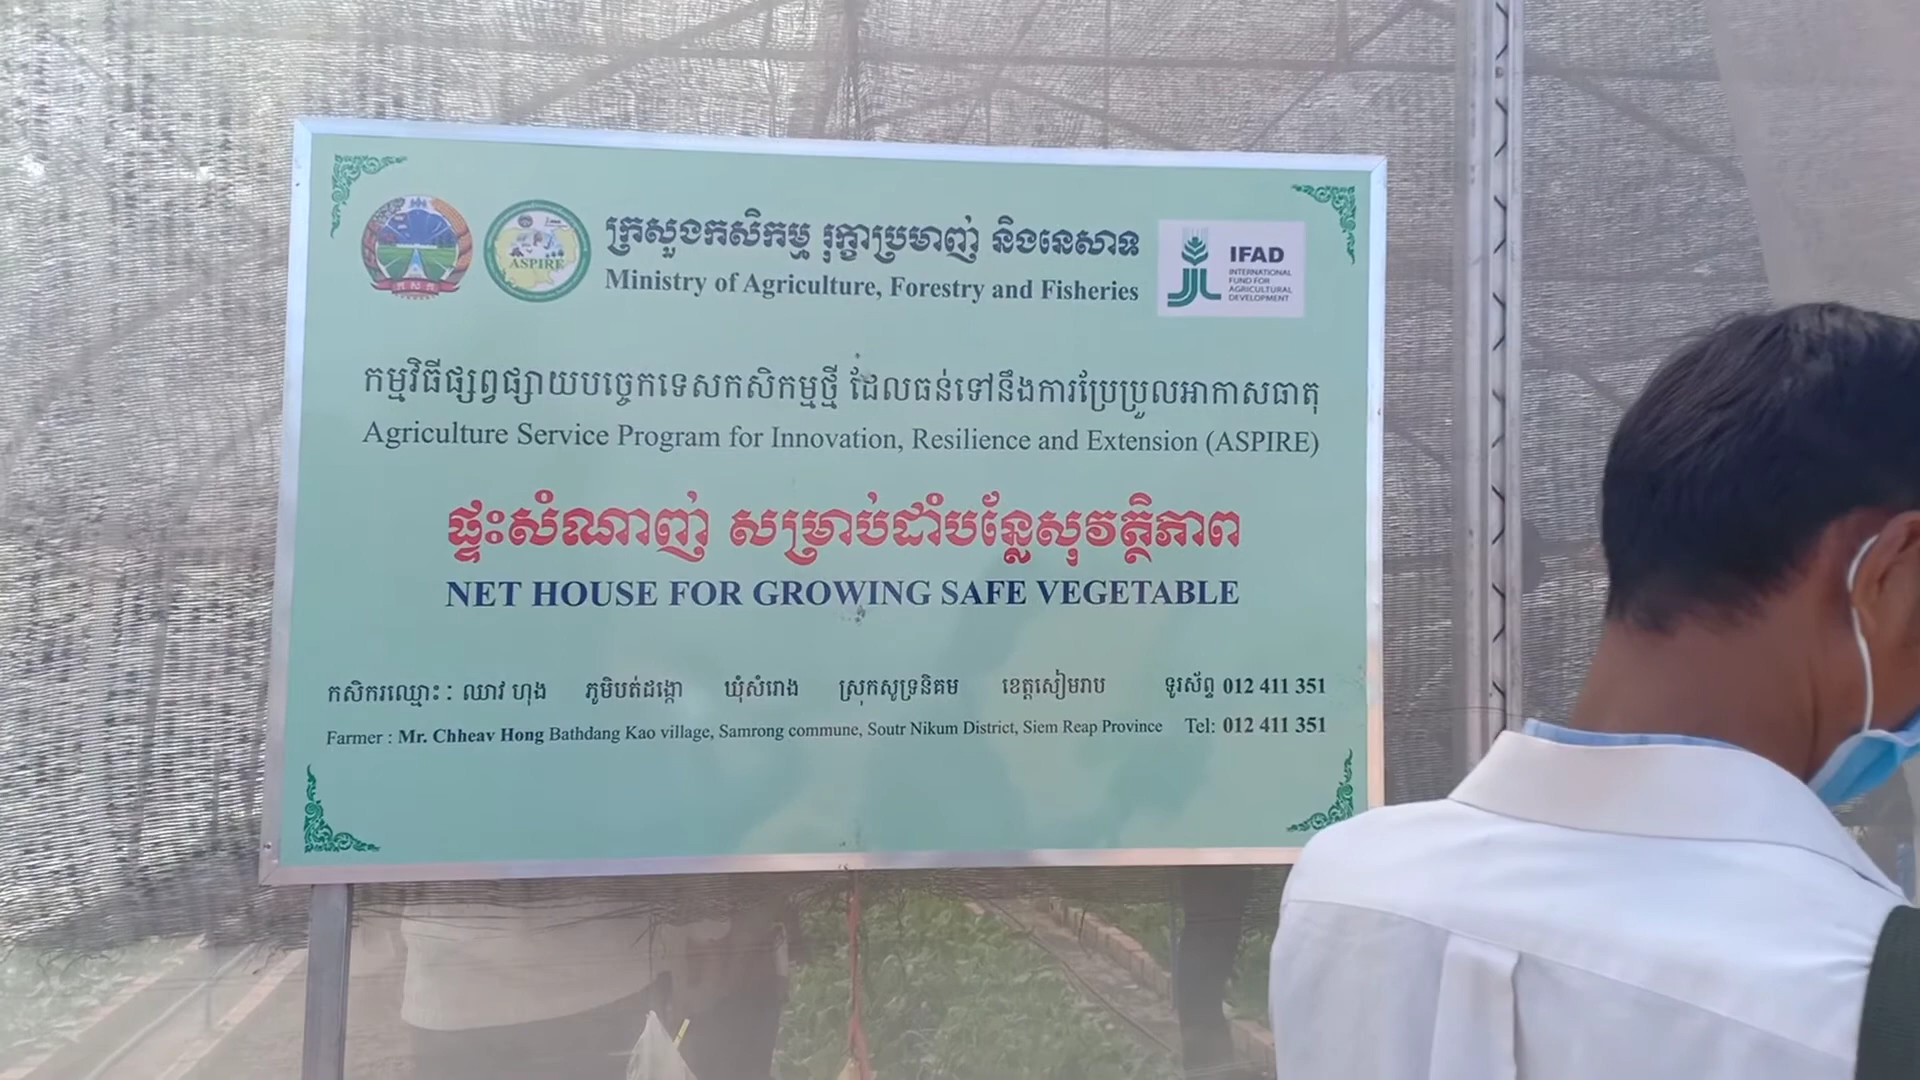 ក្រសួងកសិកម្ម រុក្ខាប្រមាញ់ និងនេសាទ
Ministry of Agriculture, Forestry and Fisheries
ASPIRE
IFAD
INTERNATIONAL
FUND FOR
AGRICULTURAL
DEVELOPMENT
កម្មវិធីផ្សព្វផ្សាយបច្ចេកទេសកសិកម្មថ្មី ដែលធន់ទៅនឹងការប្រែប្រួលអាកាសធាតុ
Agriculture Service Program for Innovation, Resilience and Extension (ASPIRE)
ផ្ទះសំណាញ់ សម្រាប់ដាំបន្លែសុវត្ថិភាព
NET HOUSE FOR GROWING SAFE VEGETABLE
កសិករឈ្មោះ : ឈាវ ហុង ភូមិបត់ដង្កោ ឃុំសំរោង ស្រុកសូទ្រនិគម ខេត្តសៀមរាប ទូរស័ព្ទ 012 411 351
Farmer : Mr. Chheav Hong Bathdang Kao village, Samrong commune, Soutr Nikum District, Siem Reap Province Tel: 012 411 351